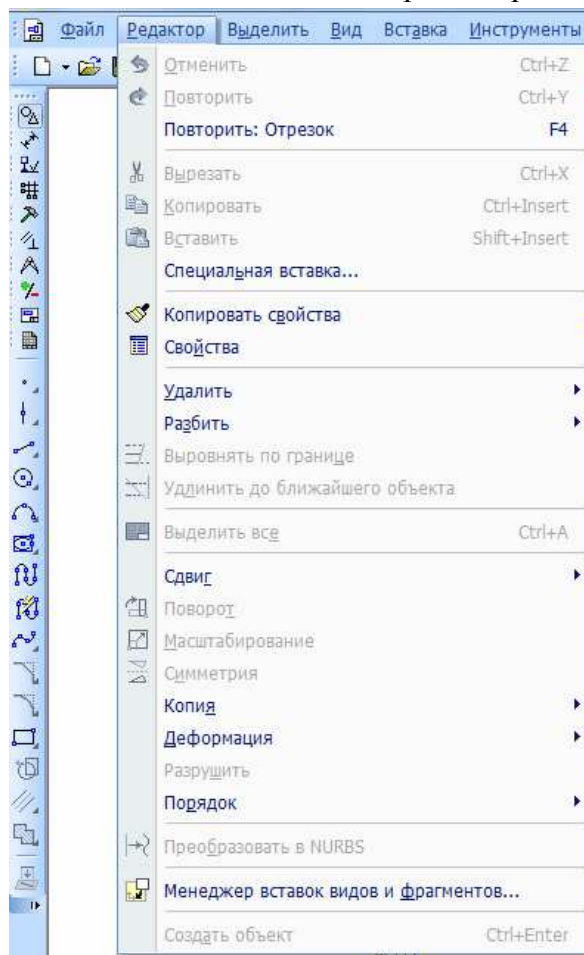 Файл Редактор Выделить Вид Вставка Инструменты
Отменить Ctrl+Z
Повторить Ctrl+Y
Повторить: Отрезок F4
Вырезать Ctrl+X
Копировать Ctrl+Insert
Вставить Shift+Insert
Специальная вставка...
Копировать свойства
Свойства
Удалить
Разбить
Выровнять по границе
Удлинить до ближайшего объекта
Выделить все Ctrl+A
Сдвиг
Поворот
Масштабирование
Симметрия
Копия
Деформация
Разрушить
Порядок
Преобразовать в NURBS
Менеджер вставок видов и фрагментов...
Создать объект Ctrl+Enter